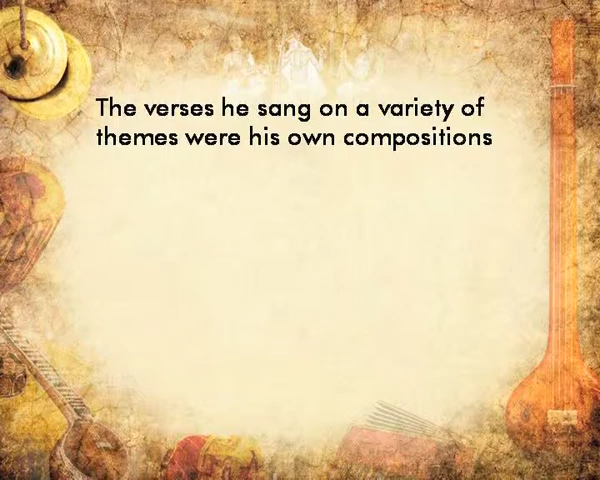 The verses he sang on a variety of
themes were his own compositions